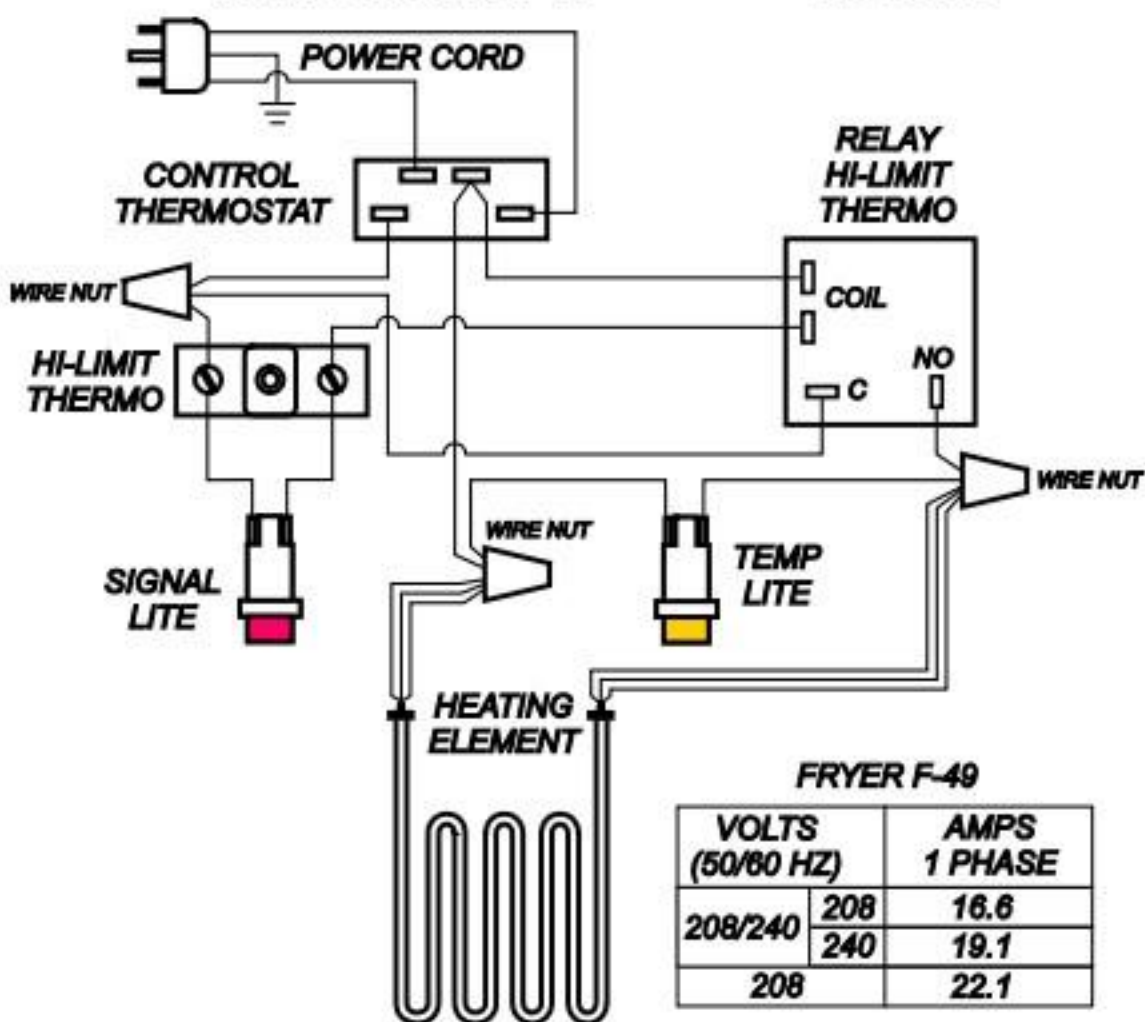 POWER CORD
CONTROL
THERMOSTAT
RELAY
HI-LIMIT
THERMO
WIRE NUT
COIL
HI-LIMIT
THERMO
NO
C
WIRE NUT
WIRE NUT
SIGNAL
LITE
TEMP
LITE
HEATING
ELEMENT
FRYER F-49
VOLTS
(50/60 HZ)
AMPS
1 PHASE
208/240
208
16.6
240
19.1
208
22.1